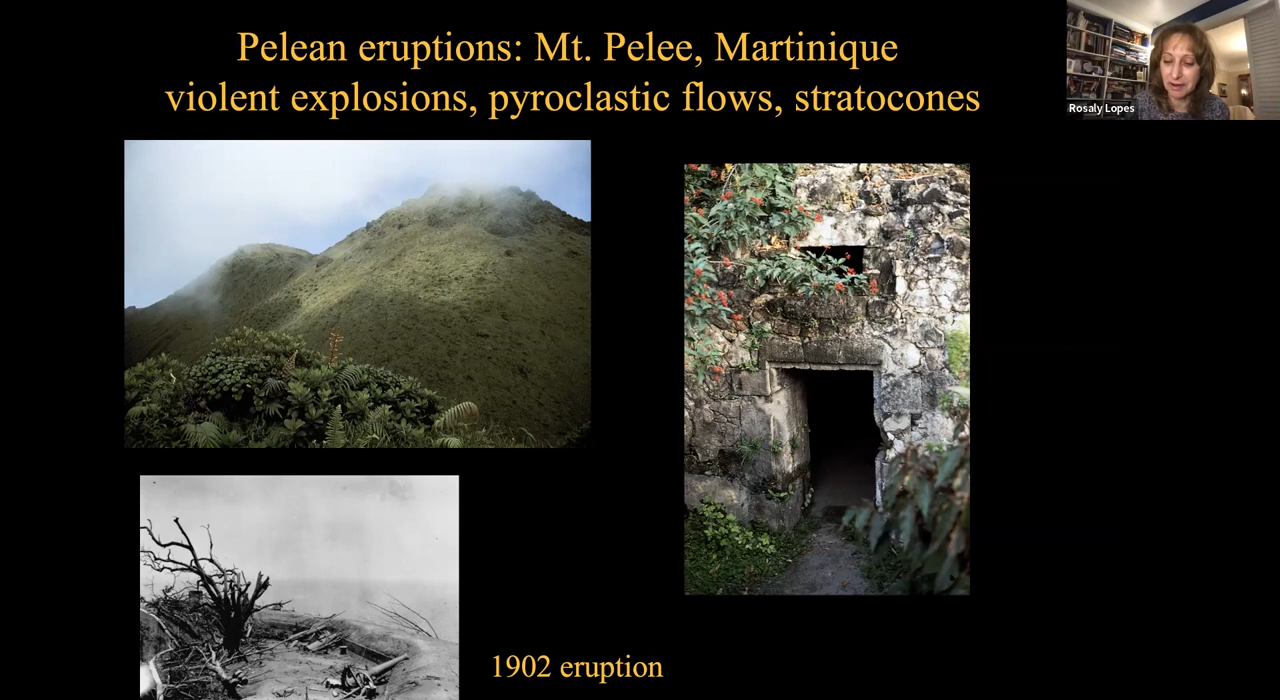 Pelean eruptions: Mt. Pelee, Martinique
violent explosions, pyroclastic flows, stratocones
Rosaly Lopes
1902 eruption